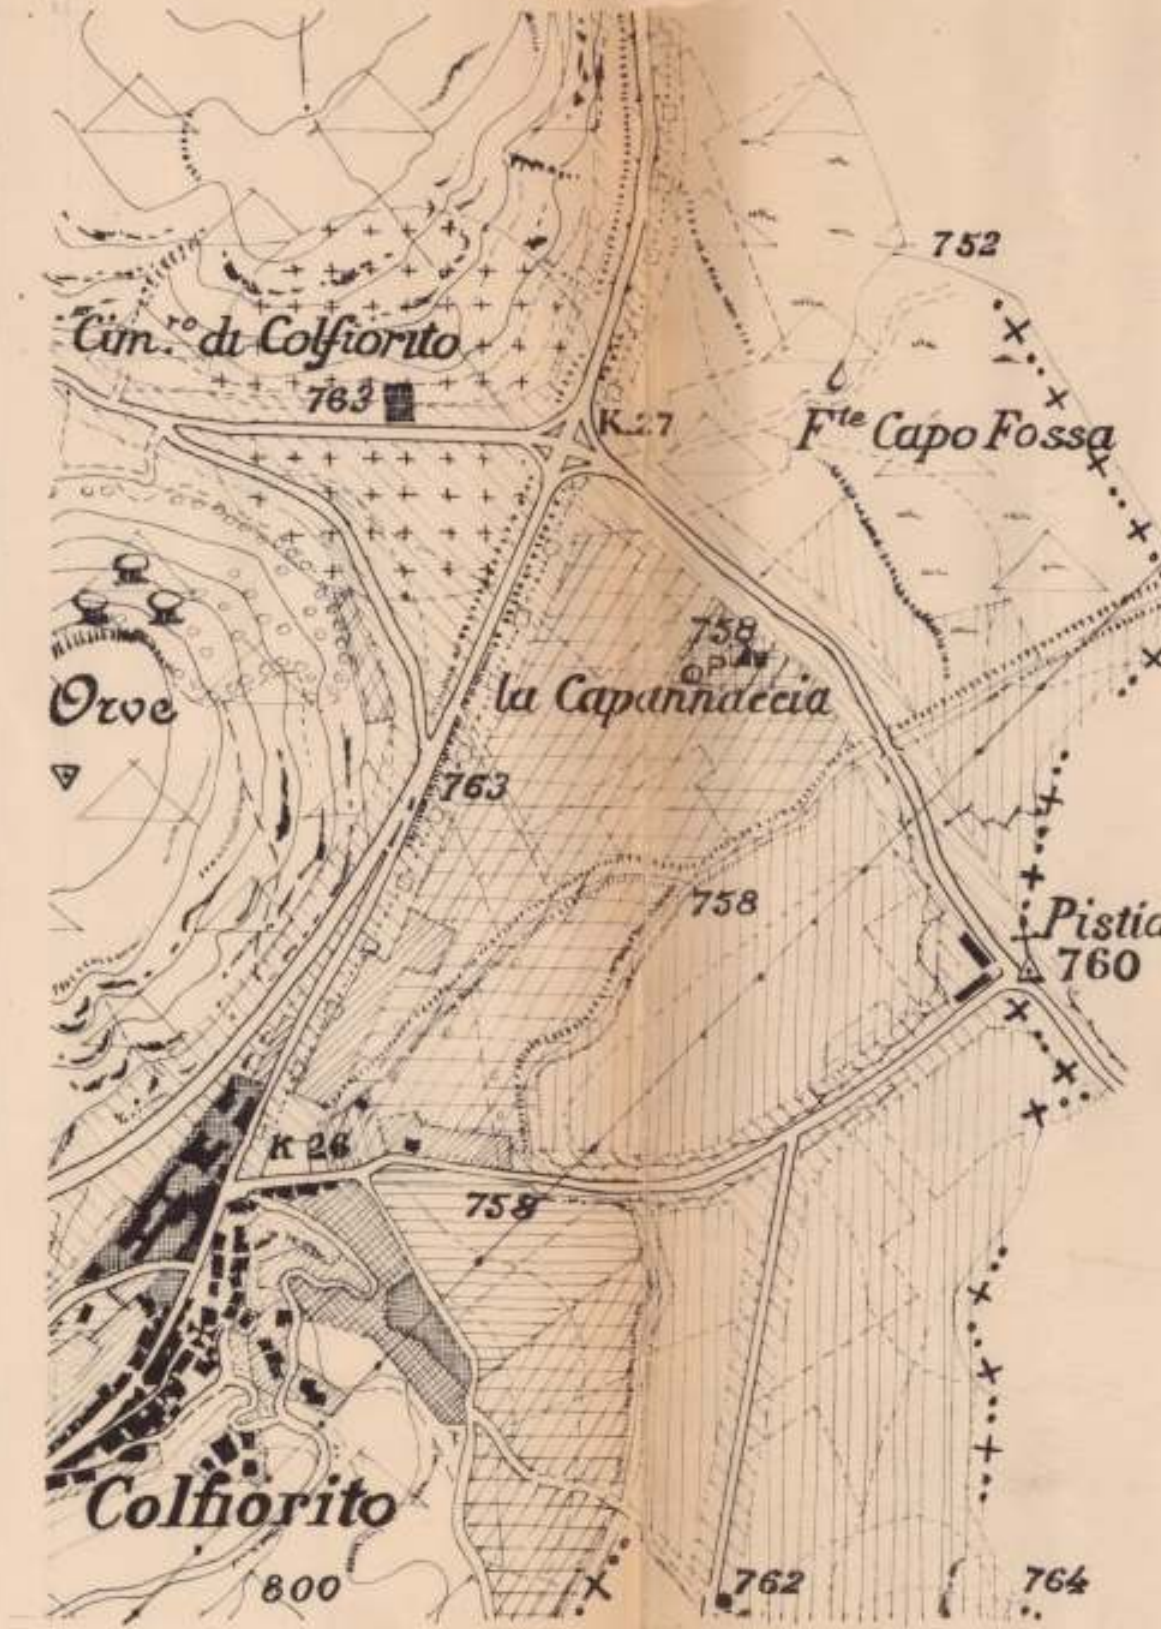 752
Cim.ro di Colfiorito
763
K.27
Fte Capo Fossa
758
P
la Capannaccia
Orve
763
758
Pistia
760
K 26
758
Colfiorito
800
762
764